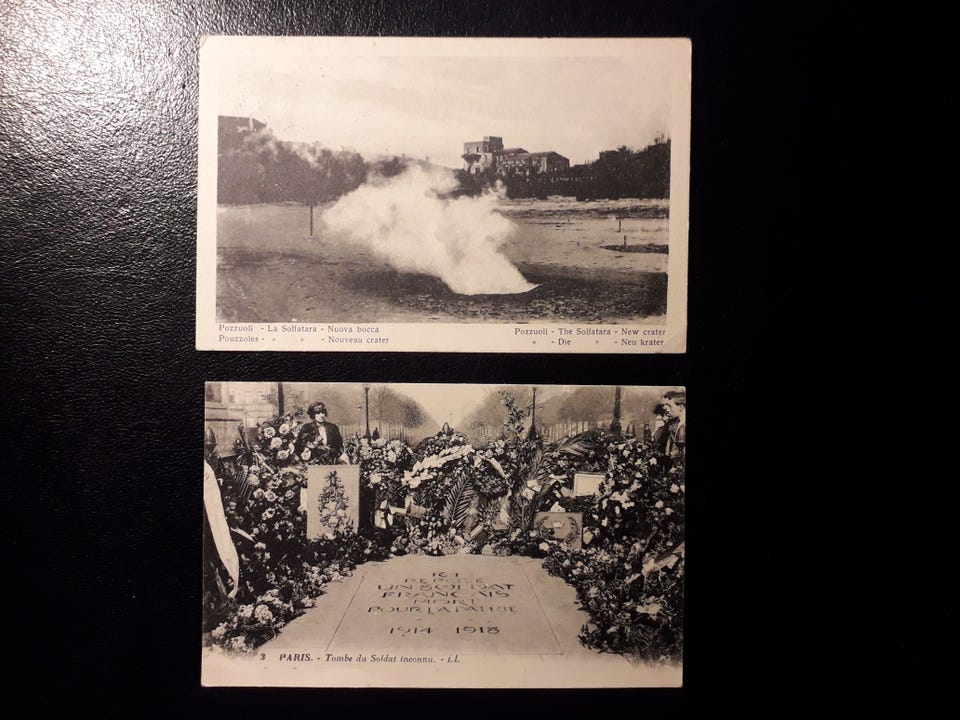 Pozzuoli - La Solfatara - Nuova bocca
Pouzzoles - » » - Nouveau crater
Pozzuoli - The Solfatara - New crater
» - Die » - Neu krater
ICI
REPOSE
UN SOLDAT
FRANÇAIS
MORT
POUR LA PATRIE
1914 1918
3 PARIS. - Tombe du Soldat inconnu. - LL